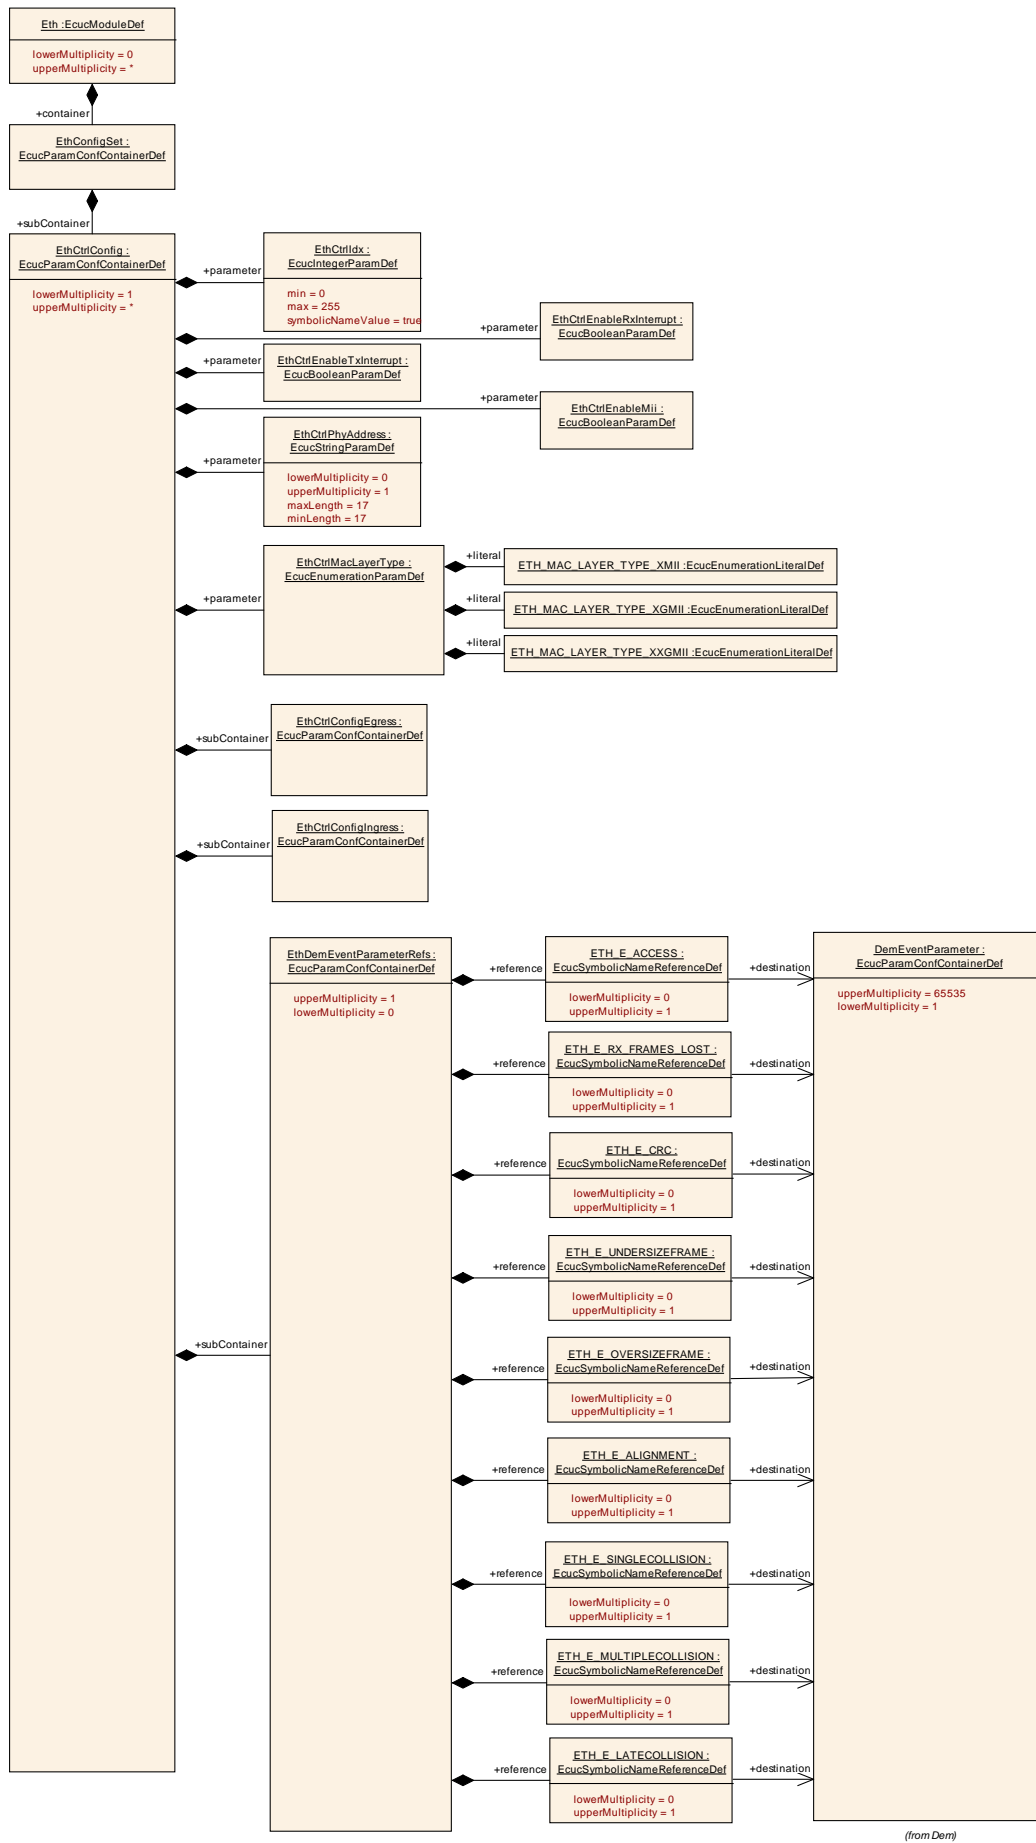 Eth :EcucModuleDef
lowerMultiplicity = 0
upperMultiplicity = *
+container
EthConfigSet :
EcucParamConfContainerDef
+subContainer
EthCtrlConfig :
EcucParamConfContainerDef
lowerMultiplicity = 1
upperMultiplicity = *
+parameter
EthCtrlIdx :
EcucIntegerParamDef
min = 0
max = 255
symbolicNameValue = true
+parameter
EthCtrlEnableRxInterrupt :
EcucBooleanParamDef
+parameter
EthCtrlEnableTxInterrupt :
EcucBooleanParamDef
+parameter
EthCtrlEnableMii :
EcucBooleanParamDef
+parameter
EthCtrlPhyAddress :
EcucStringParamDef
lowerMultiplicity = 0
upperMultiplicity = 1
maxLength = 17
minLength = 17
+parameter
EthCtrlMacLayerType :
EcucEnumerationParamDef
+literal
ETH_MAC_LAYER_TYPE_XMII :EcucEnumerationLiteralDef
+literal
ETH_MAC_LAYER_TYPE_XGMII :EcucEnumerationLiteralDef
+literal
ETH_MAC_LAYER_TYPE_XXGMII :EcucEnumerationLiteralDef
+subContainer
EthCtrlConfigEgress :
EcucParamConfContainerDef
+subContainer
EthCtrlConfigIngress :
EcucParamConfContainerDef
+subContainer
EthDemEventParameterRefs :
EcucParamConfContainerDef
upperMultiplicity = 1
lowerMultiplicity = 0
+reference
ETH_E_ACCESS :
EcucSymbolicNameReferenceDef
lowerMultiplicity = 0
upperMultiplicity = 1
+destination
DemEventParameter :
EcucParamConfContainerDef
upperMultiplicity = 65535
lowerMultiplicity = 1
+reference
ETH_E_RX_FRAMES_LOST :
EcucSymbolicNameReferenceDef
lowerMultiplicity = 0
upperMultiplicity = 1
+destination
+reference
ETH_E_CRC :
EcucSymbolicNameReferenceDef
lowerMultiplicity = 0
upperMultiplicity = 1
+destination
+reference
ETH_E_UNDERSIZEFRAME :
EcucSymbolicNameReferenceDef
lowerMultiplicity = 0
upperMultiplicity = 1
+destination
+reference
ETH_E_OVERSIZEFRAME :
EcucSymbolicNameReferenceDef
lowerMultiplicity = 0
upperMultiplicity = 1
+destination
+reference
ETH_E_ALIGNMENT :
EcucSymbolicNameReferenceDef
lowerMultiplicity = 0
upperMultiplicity = 1
+destination
+reference
ETH_E_SINGLECOLLISION :
EcucSymbolicNameReferenceDef
lowerMultiplicity = 0
upperMultiplicity = 1
+destination
+reference
ETH_E_MULTIPLECOLLISION :
EcucSymbolicNameReferenceDef
lowerMultiplicity = 0
upperMultiplicity = 1
+destination
+reference
ETH_E_LATECOLLISION :
EcucSymbolicNameReferenceDef
lowerMultiplicity = 0
upperMultiplicity = 1
+destination
(from Dem)